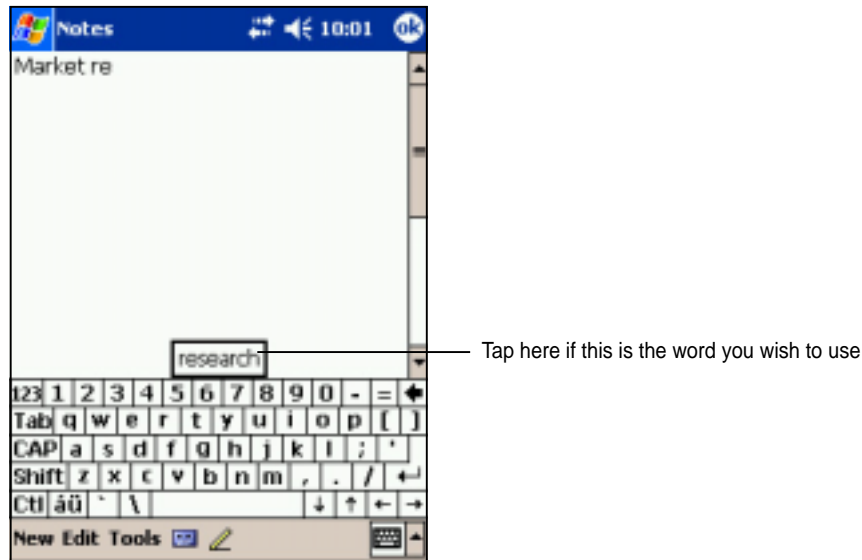 Notes 10:01 ok
Market re
research
Tap here if this is the word you wish to use
123 1 2 3 4 5 6 7 8 9 0 - =
Tab q w e r t y u i o p [ ]
CAP a s d f g h j k l ; '
Shift z x c v b n m , . /
Ctl áü ` \
New Edit Tools